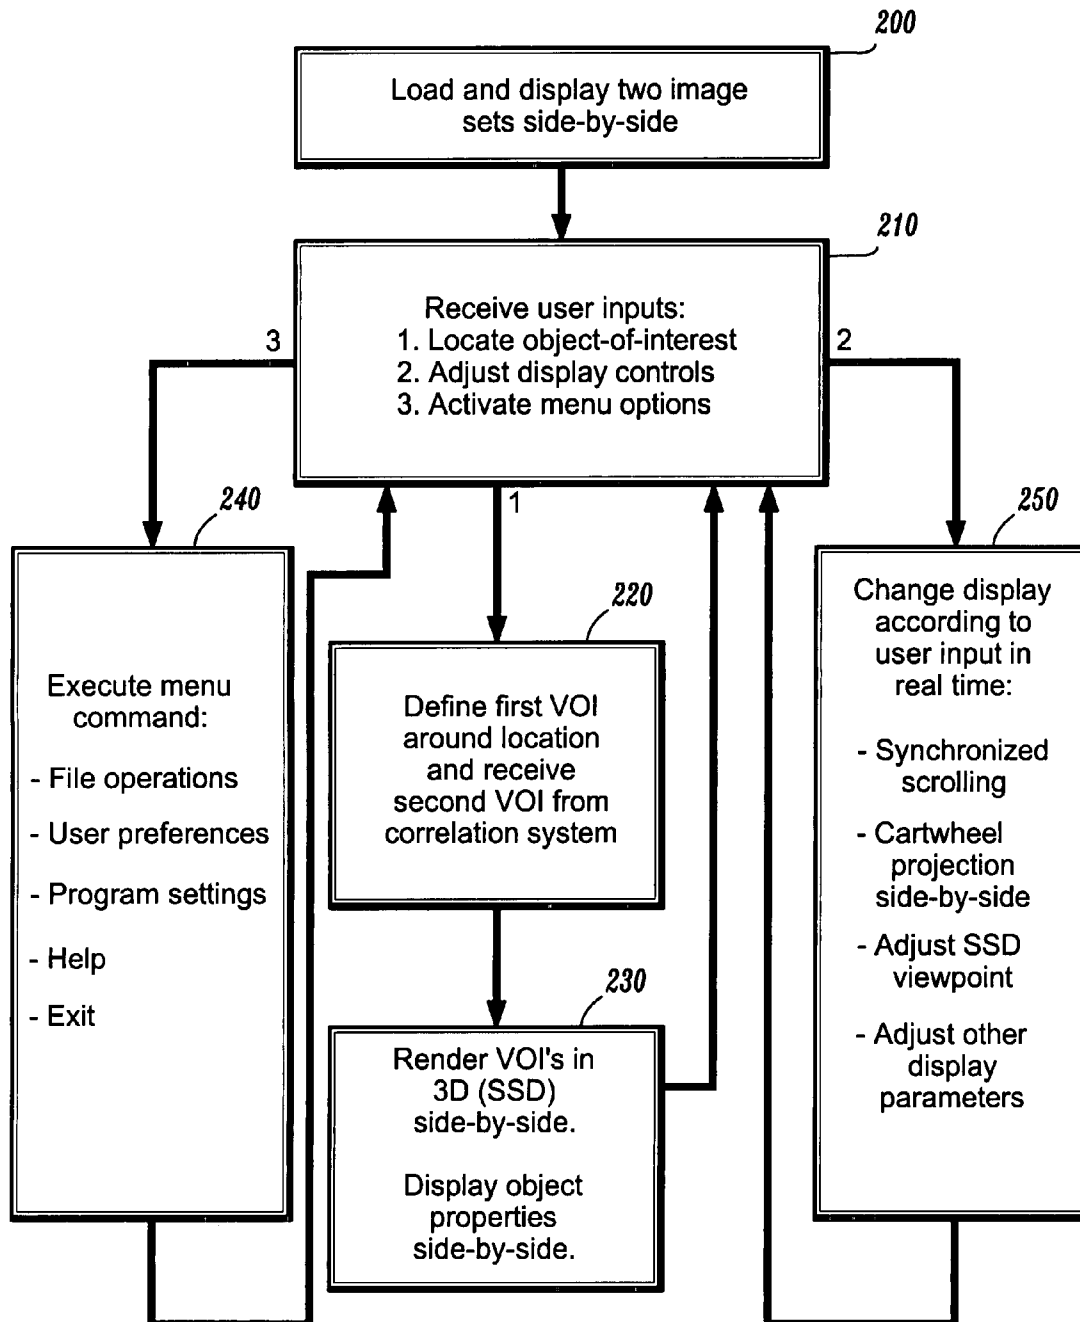 200
Load and display two image
sets side-by-side
210
Receive user inputs:
1. Locate object-of-interest
2. Adjust display controls
3. Activate menu options
3
2
1
240
Execute menu
command:
- File operations
- User preferences
- Program settings
- Help
- Exit
220
Define first VOI
around location
and receive
second VOI from
correlation system
230
Render VOI's in
3D (SSD)
side-by-side.
Display object
properties
side-by-side.
250
Change display
according to
user input in
real time:
- Synchronized
scrolling
- Cartwheel
projection
side-by-side
- Adjust SSD
viewpoint
- Adjust other
display
parameters